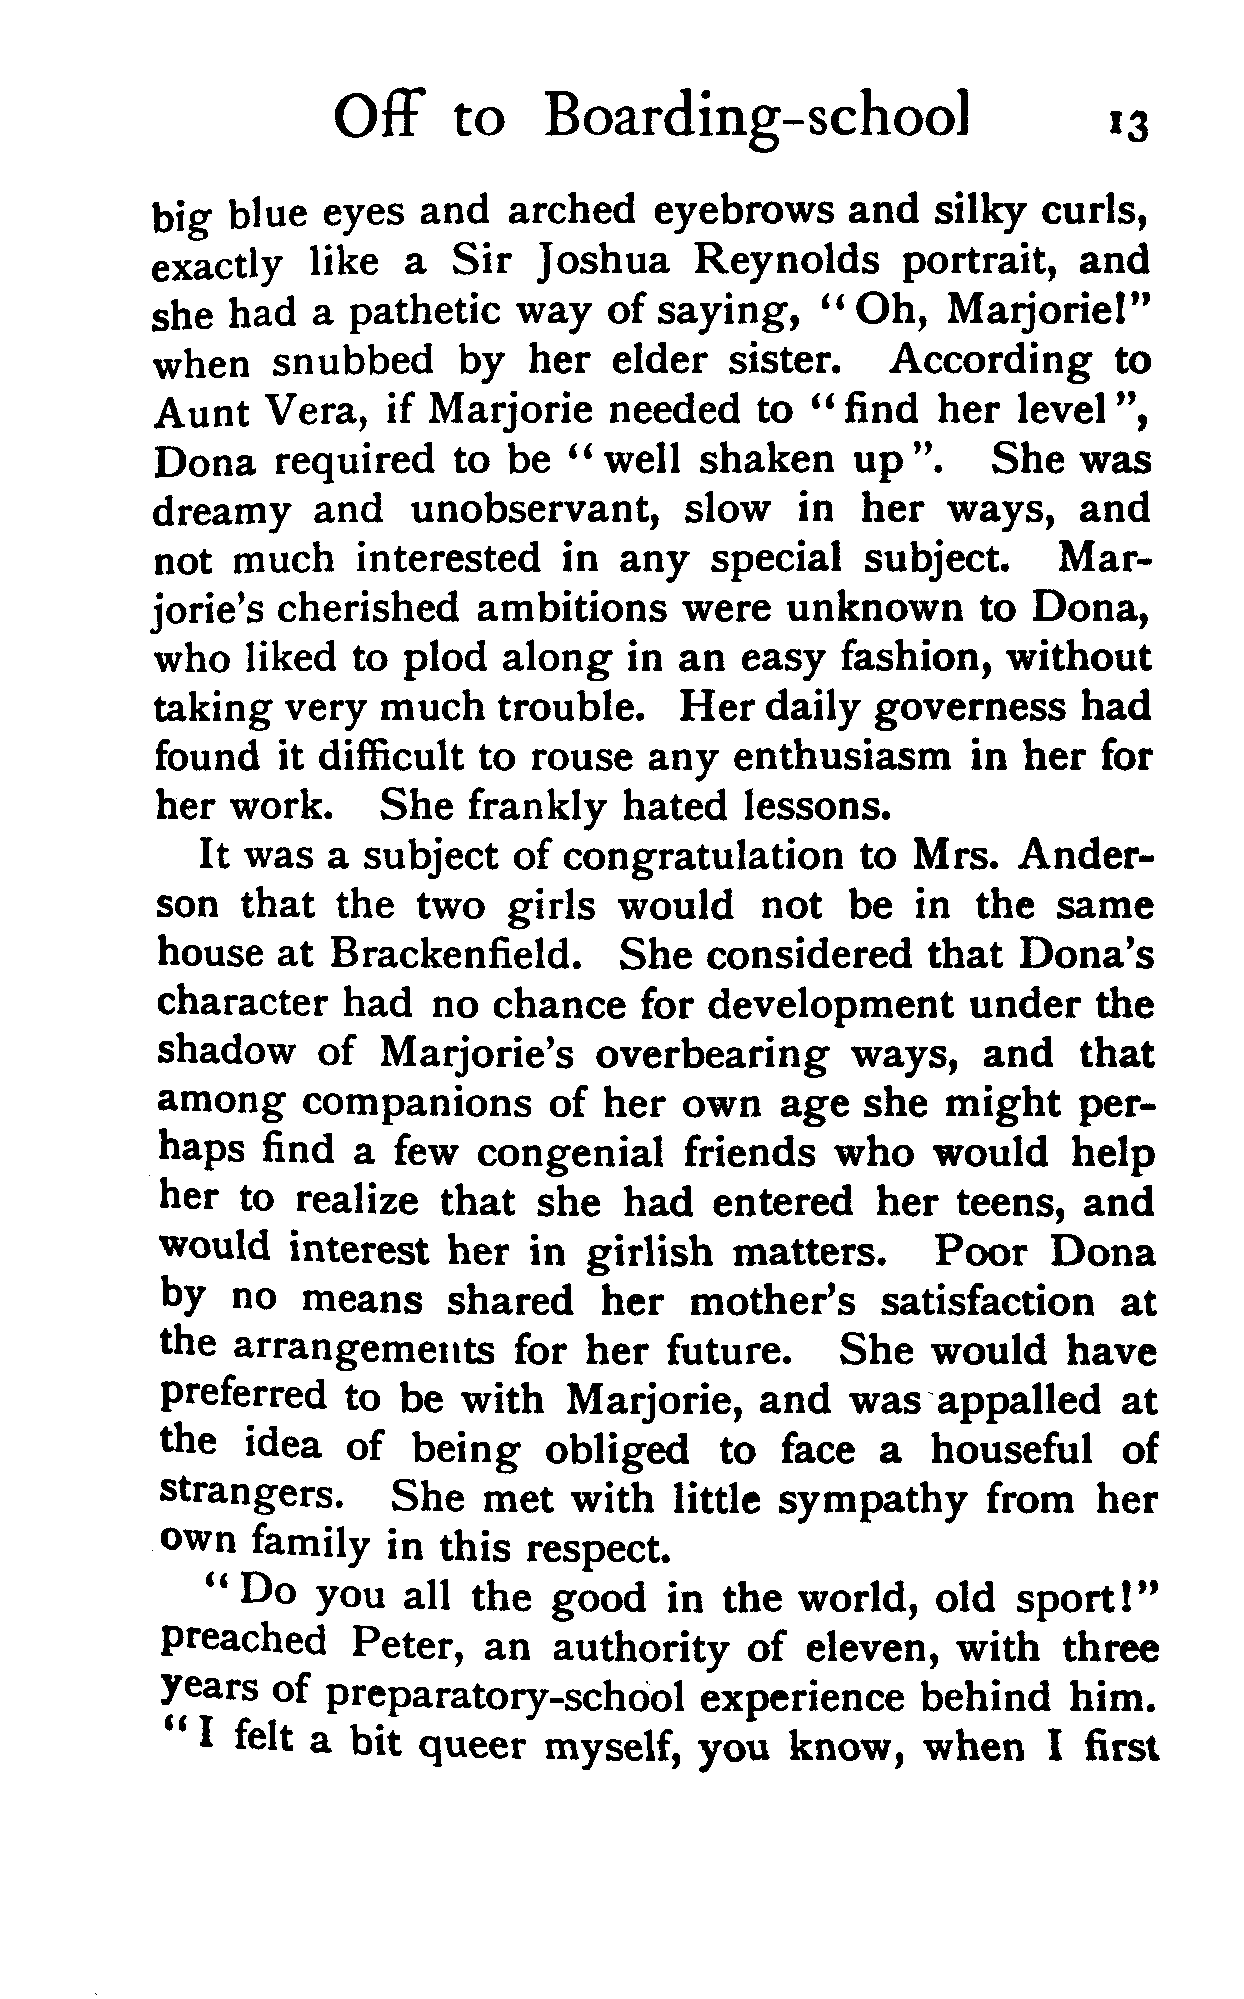 Off to Boarding-school 13
big blue eyes and arched eyebrows and silky curls,
exactly like a Sir Joshua Reynolds portrait, and
she had a pathetic way of saying, "Oh, Marjorie!"
when snubbed by her elder sister. According to
Aunt Vera, if Marjorie needed to "find her level",
Dona required to be "well shaken up". She was
dreamy and unobservant, slow in her ways, and
not much interested in any special subject. Mar-
jorie's cherished ambitions were unknown to Dona,
who liked to plod along in an easy fashion, without
taking very much trouble. Her daily governess had
found it difficult to rouse any enthusiasm in her for
her work. She frankly hated lessons.
It was a subject of congratulation to Mrs. Ander-
son that the two girls would not be in the same
house at Brackenfield. She considered that Dona's
character had no chance for development under the
shadow of Marjorie's overbearing ways, and that
among companions of her own age she might per-
haps find a few congenial friends who would help
her to realize that she had entered her teens, and
would interest her in girlish matters. Poor Dona
by no means shared her mother's satisfaction at
the arrangements for her future. She would have
preferred to be with Marjorie, and was appalled at
the idea of being obliged to face a houseful of
strangers. She met with little sympathy from her
own family in this respect.
"Do you all the good in the world, old sport!"
preached Peter, an authority of eleven, with three
years of preparatory-school experience behind him.
"I felt a bit queer myself, you know, when I first